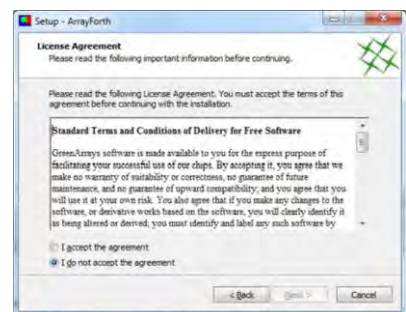 Setup - ArrayForth
License Agreement
Please read the following important information before continuing.
Please read the following License Agreement. You must accept the terms of this
agreement before continuing with the installation.
Standard Terms and Conditions of Delivery for Free Software
GreenArrays software is made available to you for the express purpose of
facilitating your successful use of our chips. By accepting it, you agree that we
make no warranty of suitability or correctness, no guarantee of future
maintenance, and no guarantee of upward compatibility; and you agree that you
will use it at your own risk. You also agree that if you make any changes to the
software, or derivative works based on the software, you will clearly identify it
as being altered or derived; you must identify and label any such software by
I accept the agreement
I do not accept the agreement
< Back
Next >
Cancel